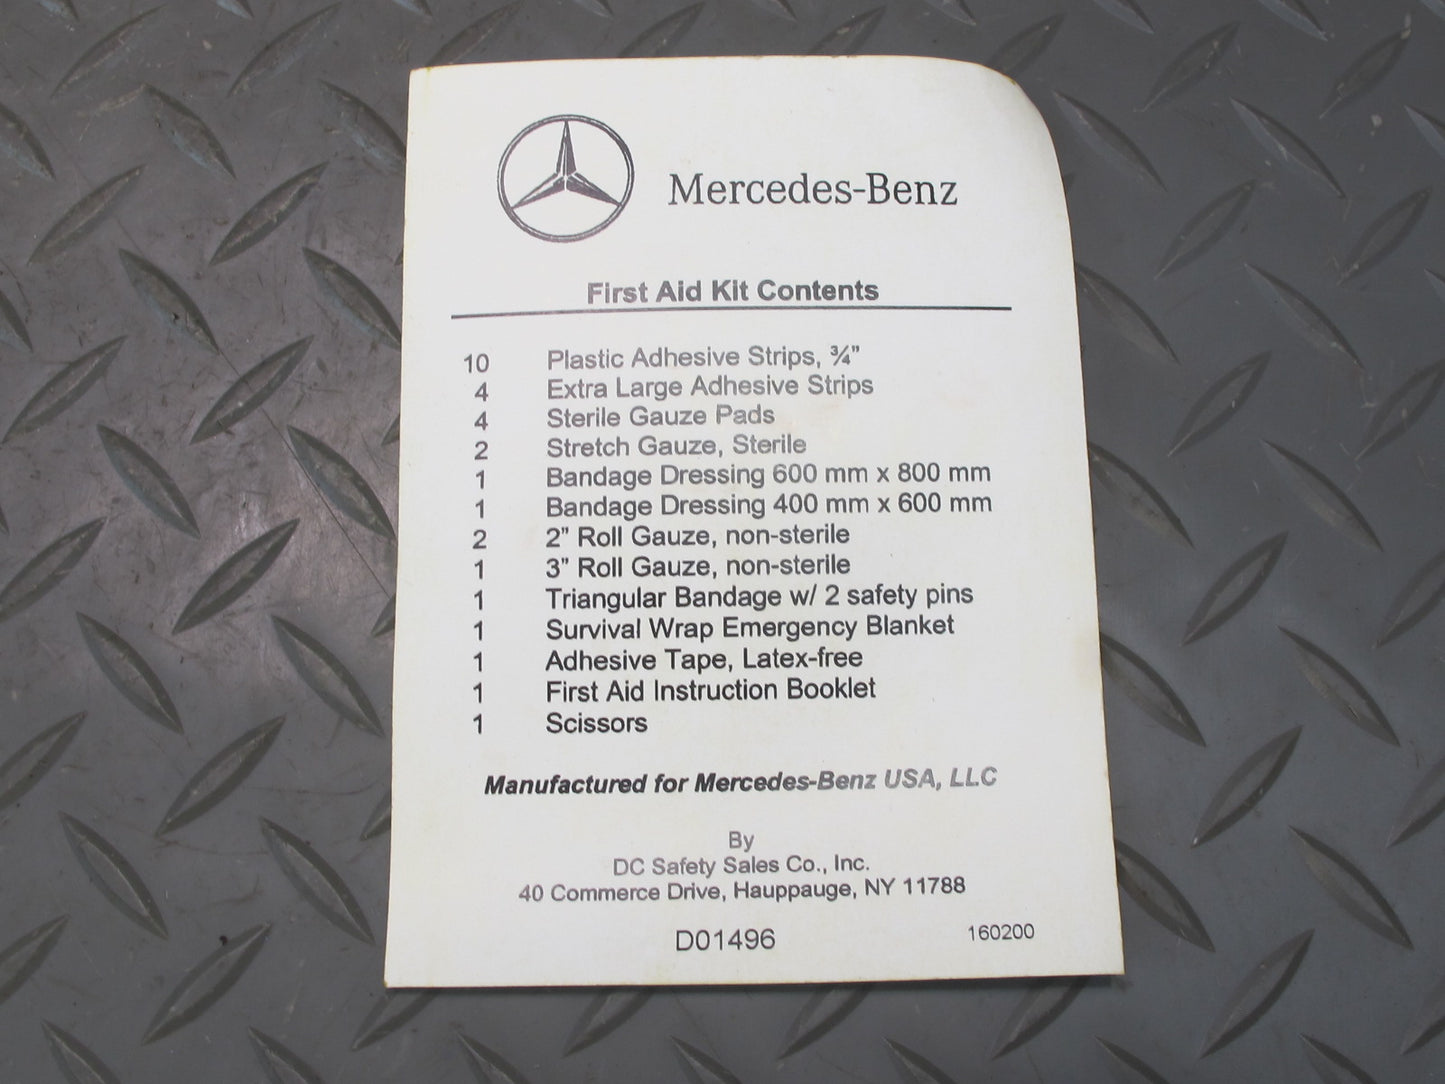 Mercedes-Benz
First Aid Kit Contents
10 Plastic Adhesive Strips, ¾”
4 Extra Large Adhesive Strips
4 Sterile Gauze Pads
2 Stretch Gauze, Sterile
1 Bandage Dressing 600 mm x 800 mm
1 Bandage Dressing 400 mm x 600 mm
2 2” Roll Gauze, non-sterile
1 3” Roll Gauze, non-sterile
1 Triangular Bandage w/ 2 safety pins
1 Survival Wrap Emergency Blanket
1 Adhesive Tape, Latex-free
1 First Aid Instruction Booklet
1 Scissors
Manufactured for Mercedes-Benz USA, LLC
By
DC Safety Sales Co., Inc.
40 Commerce Drive, Hauppauge, NY 11788
D01496 160200